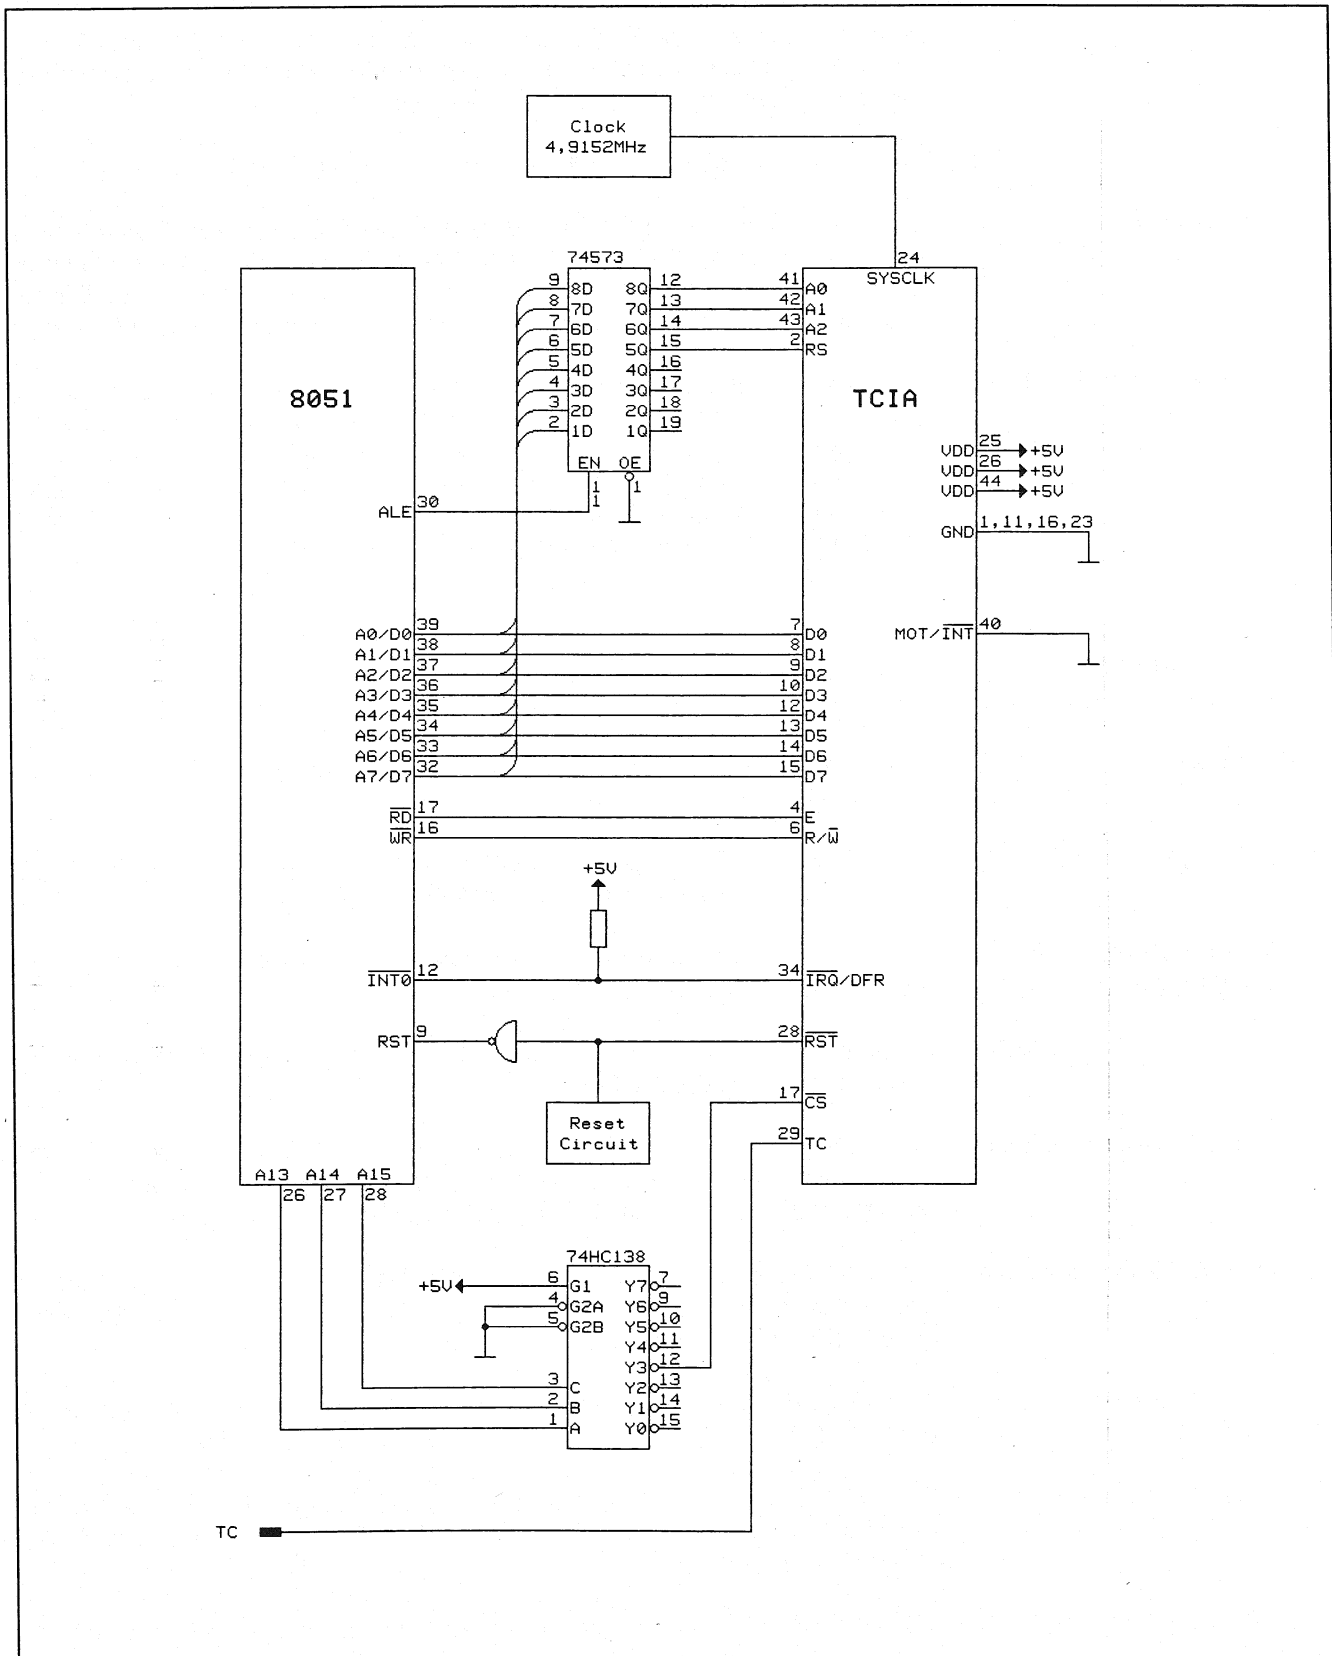 Clock
4,9152MHz
24
SYSCLK
74573
9 8D 8Q 12
8 7D 7Q 13
7 6D 6Q 14
6 5D 5Q 15
5 4D 4Q 16
4 3D 3Q 17
3 2D 2Q 18
2 1D 1Q 19
EN OE
1
1
1
41 A0
42 A1
43 A2
2 RS
8051
TCIA
VDD 25 +5V
VDD 26 +5V
VDD 44 +5V
GND 1,11,16,23
MOT/INT 40
ALE 30
A0/D0 39 7 D0
A1/D1 38 8 D1
A2/D2 37 9 D2
A3/D3 36 10 D3
A4/D4 35 12 D4
A5/D5 34 13 D5
A6/D6 33 14 D6
A7/D7 32 15 D7
RD 17 4 E
WR 16 6 R/W
+5V
INT0 12 34 IRQ/DFR
RST 9 28 RST
Reset
Circuit
17 CS
29 TC
A13 A14 A15
26 27 28
74HC138
+5V 6 G1 Y7 7
4 G2A Y6 9
5 G2B Y5 10
Y4 11
Y3 12
3 C Y2 13
2 B Y1 14
1 A Y0 15
TC